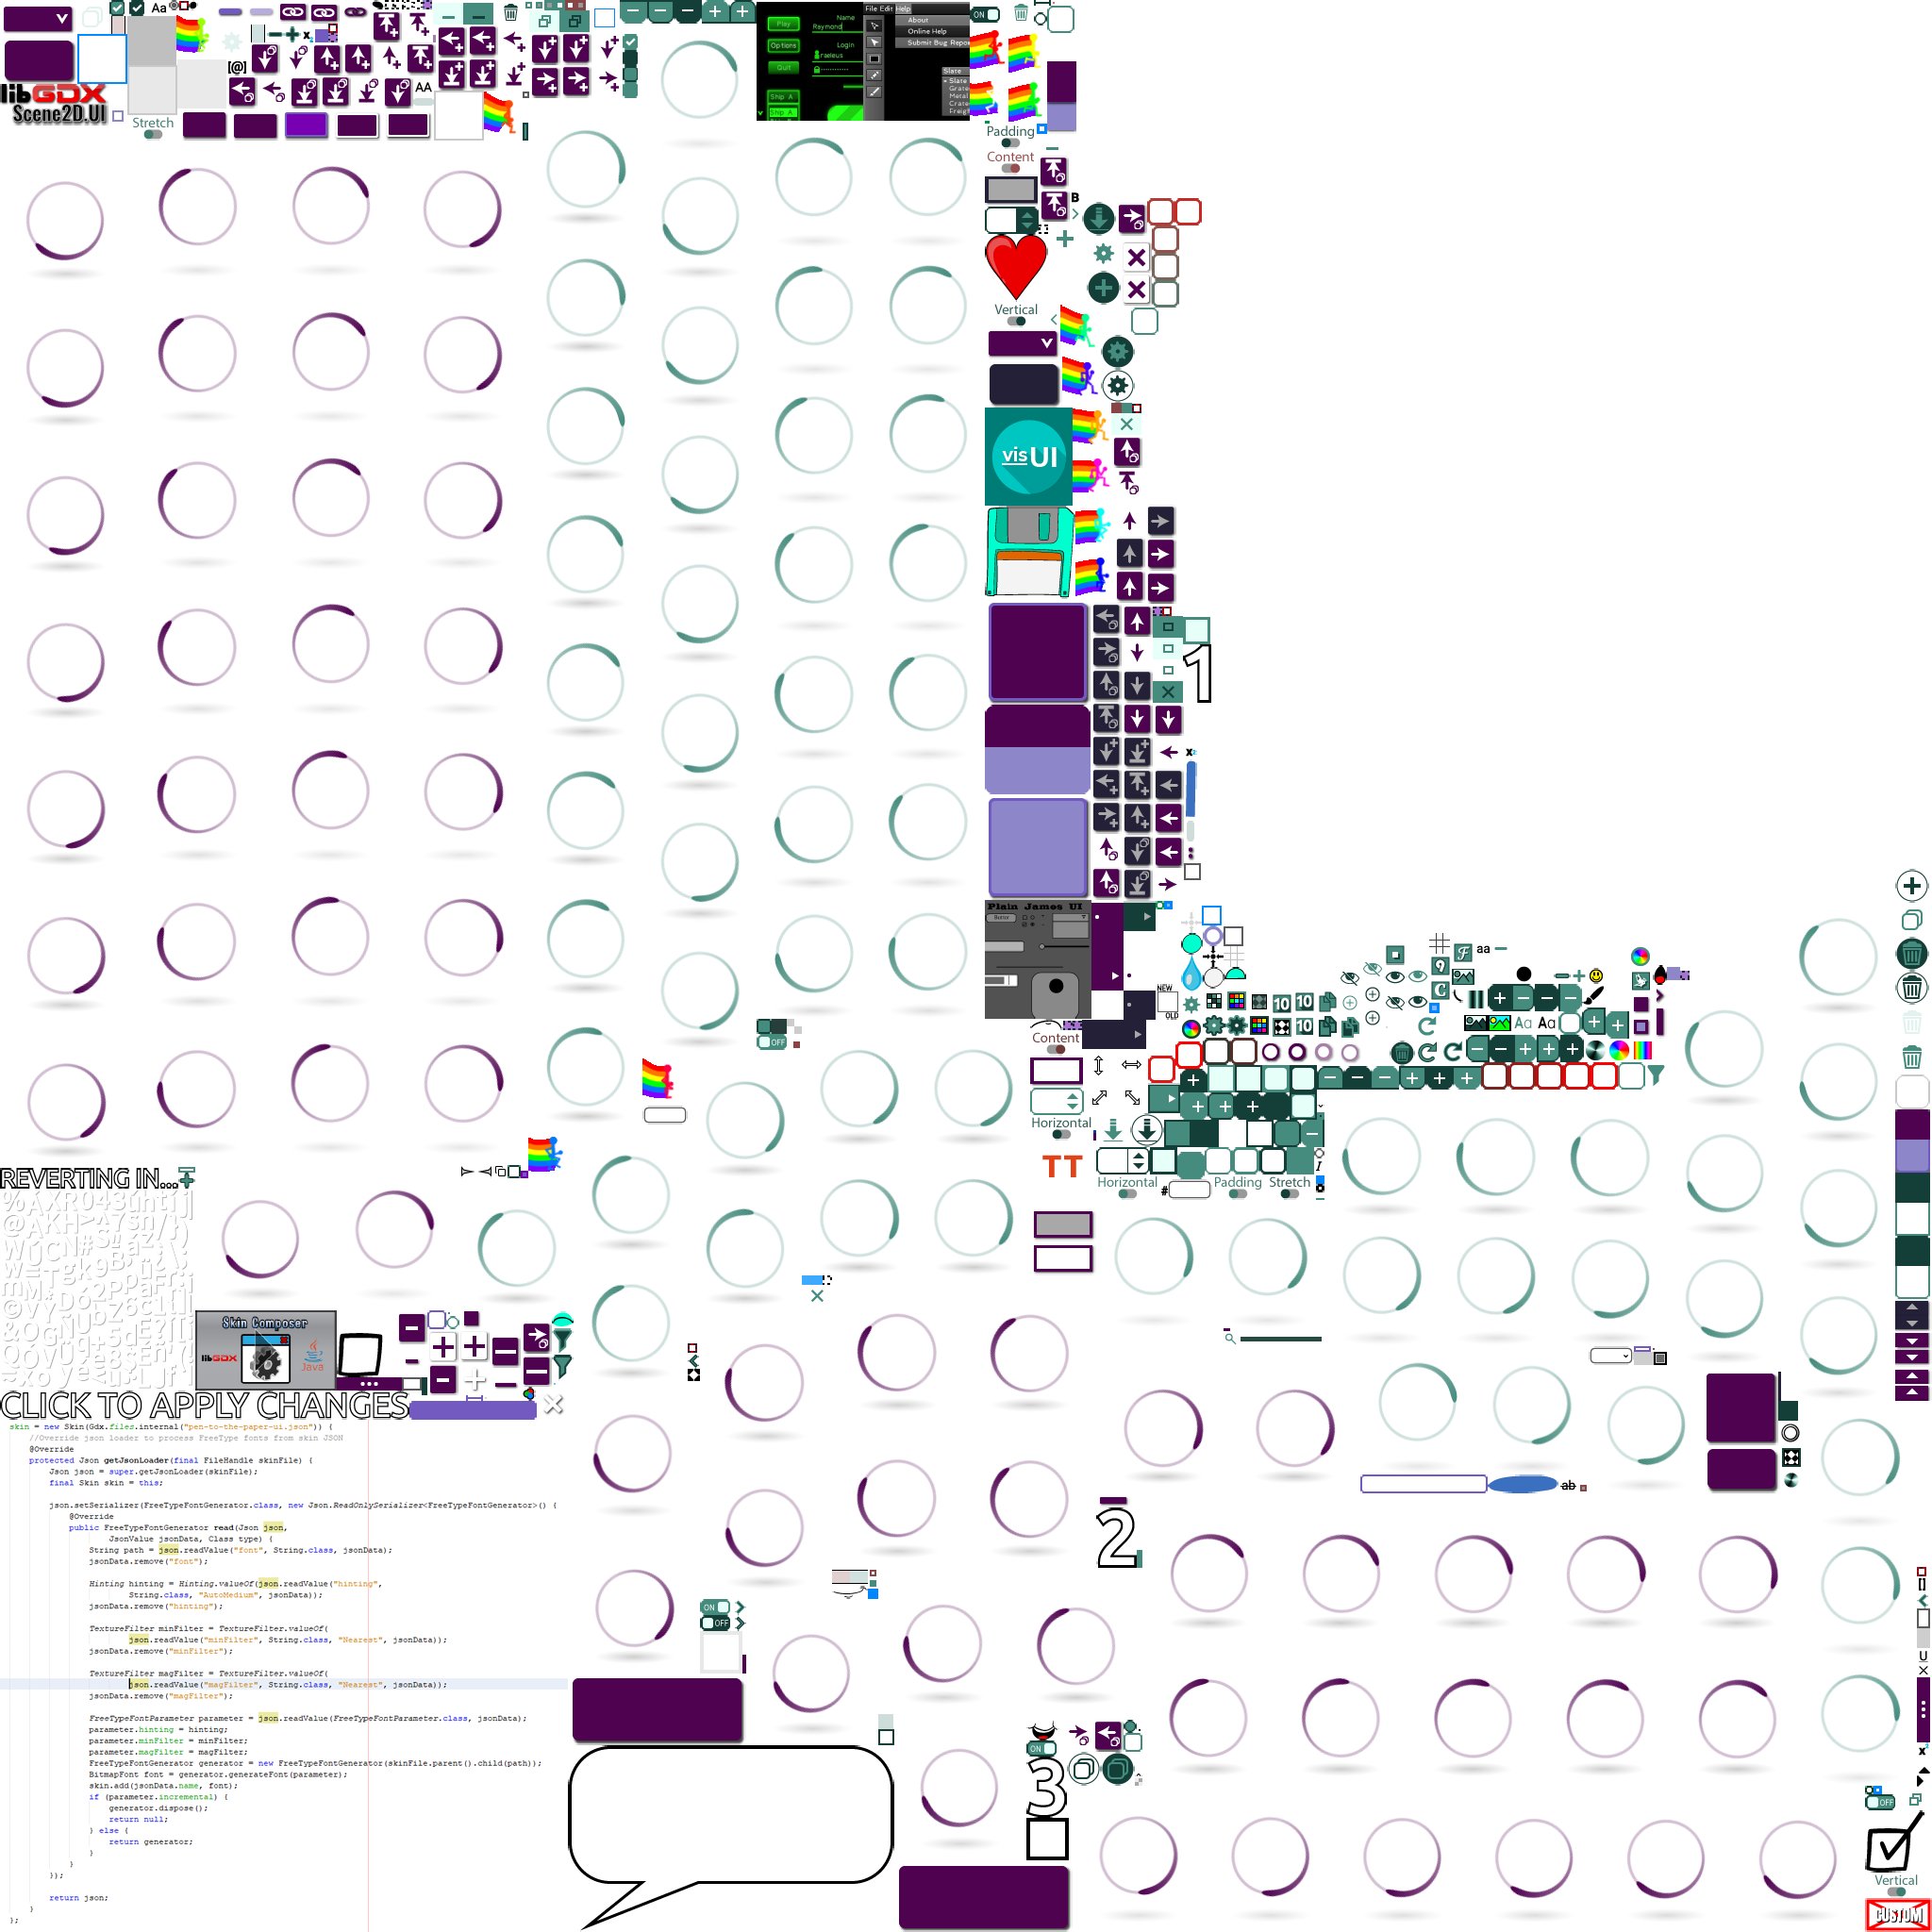 Aa
Name
Raymond
Play
Options
Login
raeleus
Quit
Ship A
Ship A
File Edit Help
About
Online Help
Submit Bug Repo
Slate
Slate
ON
[@]
AA
libGDX
Scene2D.UI
Stretch
Padding
Content
B
Vertical
vis UI
1
Plain James UI
Button
NEW
OLD
10
10
10
aa
Aa
Aa
OFF
Content
Horizontal
TT
Horizontal
Padding
Stretch
#
I
REVERTING IN...
Skin Composer
libGDX
Java
CLICK TO APPLY CHANGES
skin = new Skin(Gdx.files.internal("pen-to-the-paper-ui.json")) {
//Override json loader to process FreeType fonts from skin JSON
@Override
protected Json getJsonLoader(final FileHandle skinFile) {
Json json = super.getJsonLoader(skinFile);
final Skin skin = this;
json.setSerializer(FreeTypeFontGenerator.class, new Json.ReadOnlySerializer<FreeTypeFontGenerator>() {
@Override
public FreeTypeFontGenerator read(Json json,
JsonValue jsonData, Class type) {
String path = json.readValue("font", String.class, jsonData);
jsonData.remove("font");
Hinting hinting = Hinting.valueOf(json.readValue("hinting",
String.class, "AutoMedium", jsonData));
jsonData.remove("hinting");
TextureFilter minFilter = TextureFilter.valueOf(
json.readValue("minFilter", String.class, "Nearest", jsonData));
jsonData.remove("minFilter");
TextureFilter magFilter = TextureFilter.valueOf(
json.readValue("magFilter", String.class, "Nearest", jsonData));
jsonData.remove("magFilter");
FreeTypeFontParameter parameter = json.readValue(FreeTypeFontParameter.class, jsonData);
parameter.hinting = hinting;
parameter.minFilter = minFilter;
parameter.magFilter = magFilter;
FreeTypeFontGenerator generator = new FreeTypeFontGenerator(skinFile.parent().child(path));
BitmapFont font = generator.generateFont(parameter);
skin.add(jsonData.name, font);
if (parameter.incremental) {
generator.dispose();
return null;
} else {
return generator;
}
}
});
return json;
}
};
ab
2
ON
OFF
ON
3
U
OFF
Vertical
CUSTOM